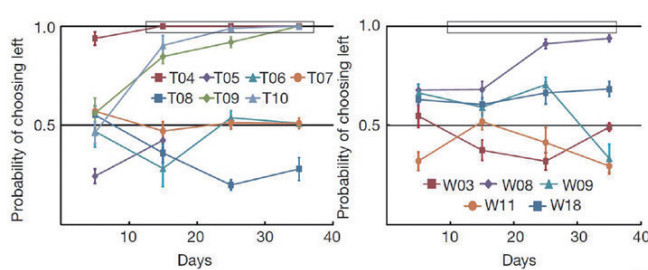 Probability of choosing left
1.0
0.5
T04 T05 T06 T07
T08 T09 T10
10 20 30 40
Days
Probability of choosing left
1.0
0.5
W03 W08 W09
W11 W18
10 20 30 40
Days